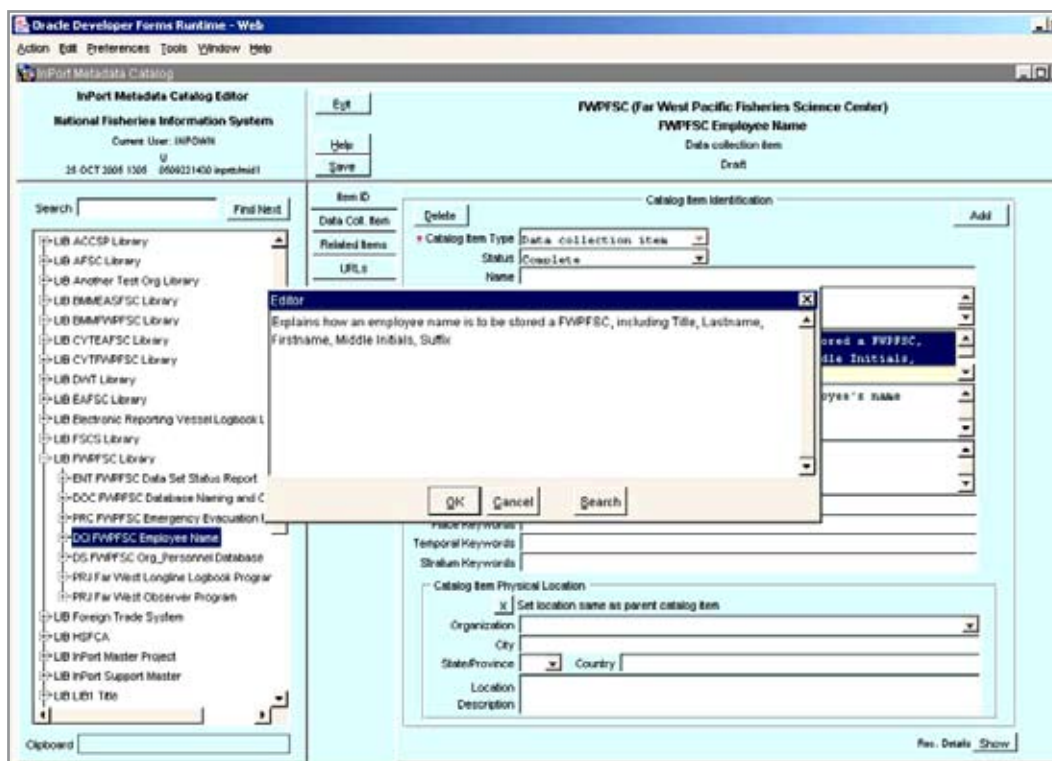 Oracle Developer Forms Runtime - Web
Action Edit Preferences Tools Window Help
InPort Metadata Catalog
InPort Metadata Catalog Editor
National Fisheries Information System
Current User: INPOWN
U
Exit
Help
Save
FWPFSC (Far West Pacific Fisheries Science Center)
FWPFSC Employee Name
Data collection item
Draft
Search
Find Next
LIB ACCSP Library
LIB AFSC Library
LIB Another Test Org Library
LIB BMMEASFSC Library
LIB BMMFWPFSC Library
LIB CYTEAFSC Library
LIB CYTFWPFSC Library
LIB DWT Library
LIB EAFSC Library
LIB Electronic Reporting Vessel Logbook L
LIB FSCS Library
LIB FWPFSC Library
ENT FWPFSC Data Set Status Report
DOC FWPFSC Database Naming and C
PRC FWPFSC Emergency Evacuation
DCI FWPFSC Employee Name
DS FWPFSC Org_Personnel Database
PRJ Far West Longline Logbook Program
PRJ Far West Observer Program
LIB Foreign Trade System
LIB HSFCA
LIB InPort Master Project
LIB InPort Support Master
LIB LIB1 Title
Clipboard
Item ID
Data Coll. Item
Related Items
URLs
Catalog Item Identification
Delete
Add
* Catalog Item Type Data collection item
Status Complete
Name
ored a FWPFSC,
dle Initials,
oyee's name
Editor
Explains how an employee name is to be stored a FWPFSC, including Title, Lastname,
Firstname, Middle Initials, Suffix
OK Cancel Search
Place Keywords
Temporal Keywords
Stratum Keywords
Catalog Item Physical Location
x Set location same as parent catalog item
Organization
City
State/Province Country
Location
Description
Rec. Details Show